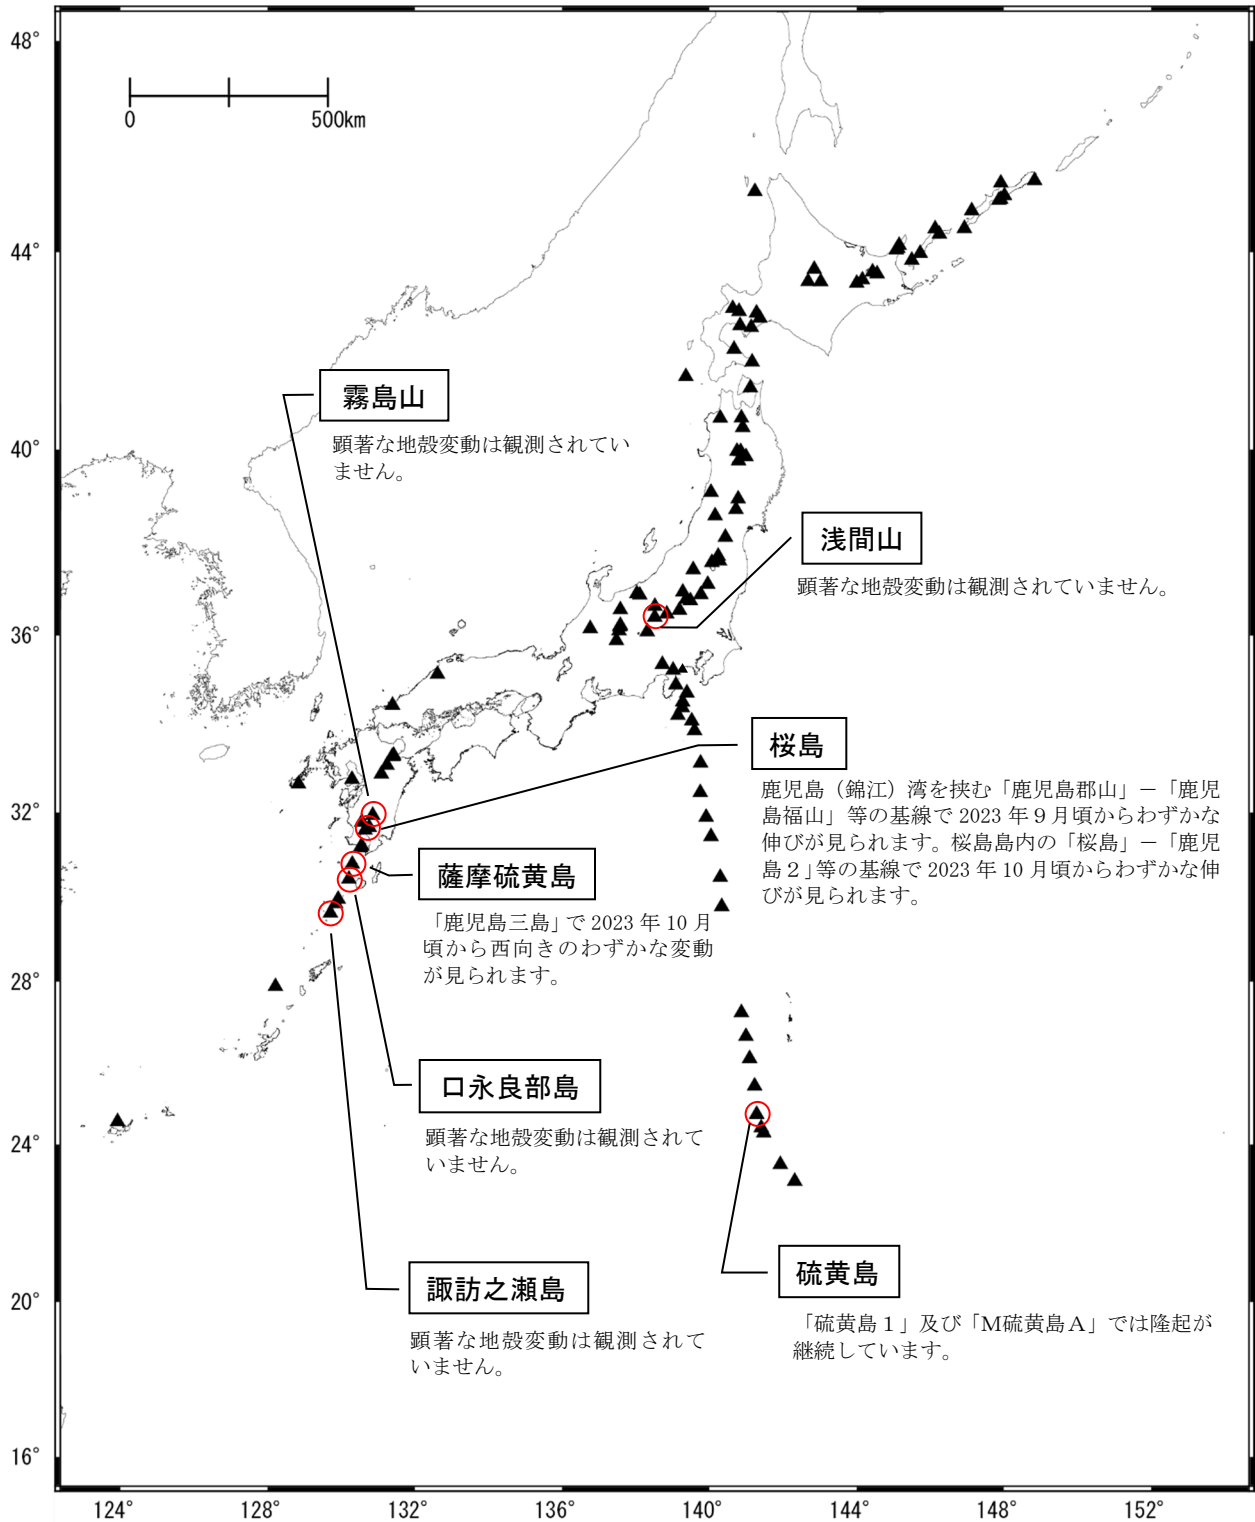 48°
44°
40°
36°
32°
28°
24°
20°
16°
0 500km
霧島山
顕著な地殻変動は観測されてい
ません。
浅間山
顕著な地殻変動は観測されていません。
桜島
鹿児島（錦江）湾を挟む「鹿児島郡山」－「鹿児
島福山」等の基線で 2023 年９月頃からわずかな
伸びが見られます。桜島島内の「桜島」－「鹿児
島２」等の基線で 2023 年 10 月頃からわずかな伸
びが見られます。
薩摩硫黄島
「鹿児島三島」で 2023 年 10 月
頃から西向きのわずかな変動
が見られます。
口永良部島
顕著な地殻変動は観測されて
いません。
諏訪之瀬島
顕著な地殻変動は観測されて
いません。
硫黄島
「硫黄島１」及び「Ｍ硫黄島Ａ」では隆起が
継続しています。
124° 128° 132° 136° 140° 144° 148° 152°